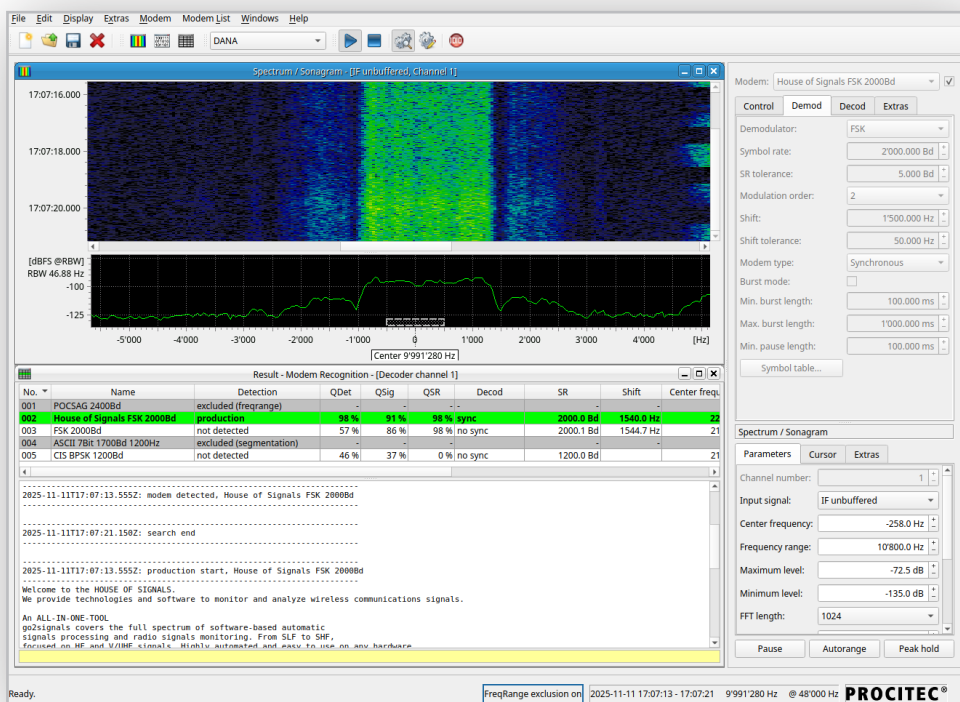 File Edit Display Extras Modem Modem List Windows Help
DANA
Spectrum / Sonagram - [IF unbuffered, Channel 1]
17:07:16.000
17:07:18.000
17:07:20.000
[dBFS @RBW]
RBW 46.88 Hz
-100
-125
-5'000 -4'000 -3'000 -2'000 -1'000 0 1'000 2'000 3'000 4'000 [Hz]
Center 9'991'280 Hz
Result - Modem Recognition - [Decoder channel 1]
No. Name Detection QDet QSig QSR Decod SR Shift Center frequ
001 POCSAG 2400Bd excluded (freqrange) - - - - - -
002 House of Signals FSK 2000Bd production 98 % 91 % 98 % sync 2000.0 Bd 1540.0 Hz 22
003 FSK 2000Bd not detected 57 % 86 % 98 % no sync 2000.1 Bd 1544.7 Hz 21
004 ASCII 7Bit 1700Bd 1200Hz excluded (segmentation) - - - - - -
005 CIS BPSK 1200Bd not detected 46 % 37 % 0 % no sync 1200.0 Bd 21
2025-11-11T17:07:13.555Z: modem detected, House of Signals FSK 2000Bd
2025-11-11T17:07:21.150Z: search end
2025-11-11T17:07:13.555Z: production start, House of Signals FSK 2000Bd
Welcome to the HOUSE OF SIGNALS.
We provide technologies and software to monitor and analyze wireless communications signals.
An ALL-IN-ONE-TOOL
go2signals covers the full spectrum of software-based automatic
signals processing and radio signals monitoring. From SLF to SHF,
focused on HF and V/UHF signals. Highly automated and easy to use on any hardware
Modem: House of Signals FSK 2000Bd
Control Demod Decod Extras
Demodulator: FSK
Symbol rate: 2'000.000 Bd
SR tolerance: 5.000 Bd
Modulation order: 2
Shift: 1'500.000 Hz
Shift tolerance: 50.000 Hz
Modem type: Synchronous
Burst mode:
Min. burst length: 100.000 ms
Max. burst length: 1'000.000 ms
Min. pause length: 100.000 ms
Symbol table...
Spectrum / Sonagram
Parameters Cursor Extras
Channel number: 1
Input signal: IF unbuffered
Center frequency: -258.0 Hz
Frequency range: 10'800.0 Hz
Maximum level: -72.5 dB
Minimum level: -135.0 dB
FFT length: 1024
Pause Autorange Peak hold
Ready. FreqRange exclusion on 2025-11-11 17:07:13 - 17:07:21 9'991'280 Hz @ 48'000 Hz PROCITEC®